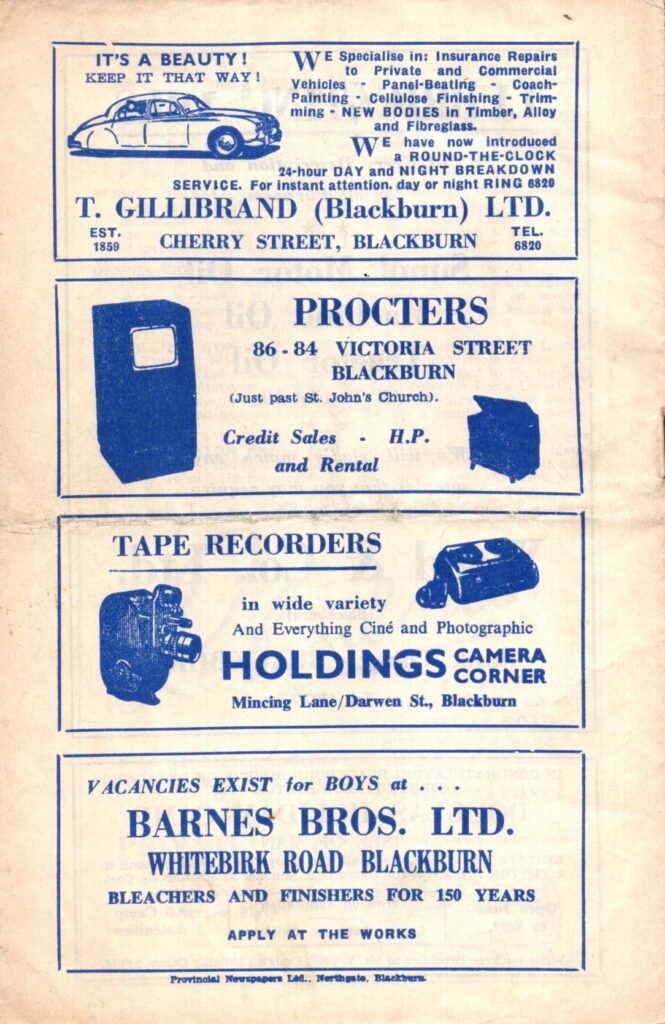 IT'S A BEAUTY!
KEEP IT THAT WAY!
WE Specialise in: Insurance Repairs
to Private and Commercial
Vehicles - Panel-Beating - Coach-
Painting - Cellulose Finishing - Trim-
ming - NEW BODIES in Timber, Alloy
and Fibreglass.
WE have now introduced
a ROUND-THE-CLOCK
24-hour DAY and NIGHT BREAKDOWN
SERVICE. For instant attention. day or night RING 6820
T. GILLIBRAND (Blackburn) LTD.
EST.
1859
CHERRY STREET, BLACKBURN
TEL.
6820
PROCTERS
86-84 VICTORIA STREET
BLACKBURN
(Just past St. John's Church).
Credit Sales - H.P.
and Rental
TAPE RECORDERS
in wide variety
And Everything Ciné and Photographic
HOLDINGS CAMERA CORNER
Mincing Lane/Darwen St., Blackburn
VACANCIES EXIST for BOYS at . . .
BARNES BROS. LTD.
WHITEBIRK ROAD BLACKBURN
BLEACHERS AND FINISHERS FOR 150 YEARS
APPLY AT THE WORKS
Provincial Newspapers Ltd., Northgate, Blackburn.